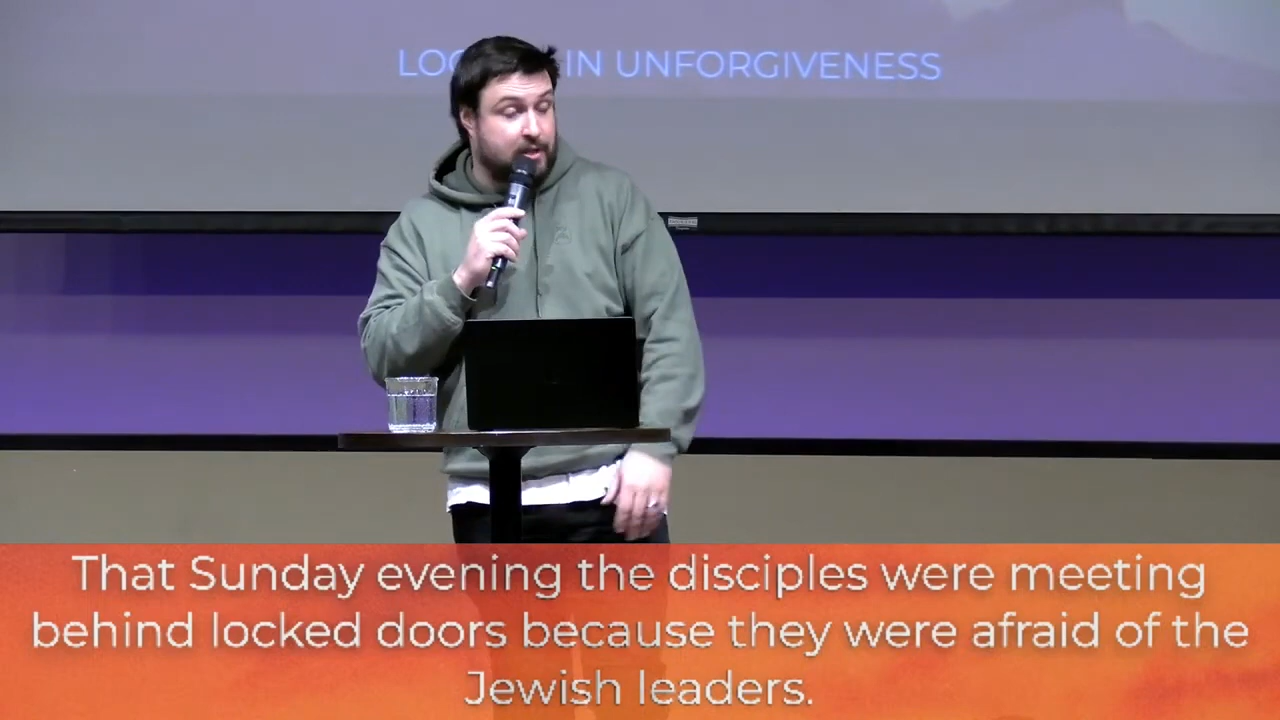 LOC IN UNFORGIVENESS
That Sunday evening the disciples were meeting
behind locked doors because they were afraid of the
Jewish leaders.